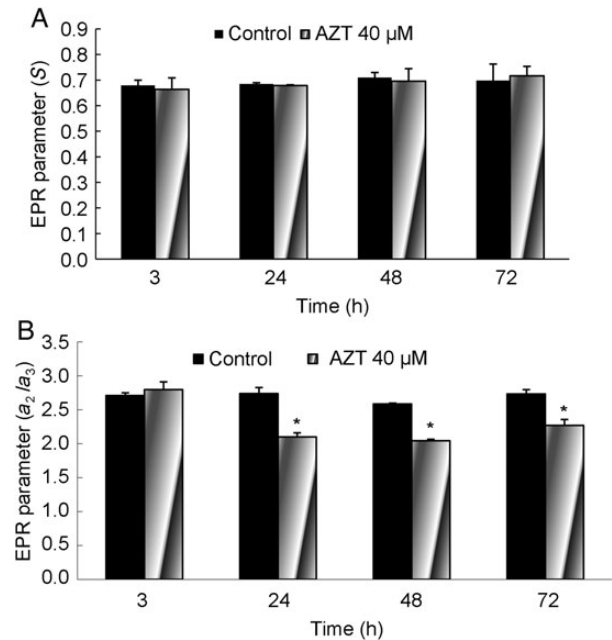 A
Control AZT 40 μM
EPR parameter (S)
0.9
0.8
0.7
0.6
0.5
0.4
0.3
0.2
0.1
0.0
3 24 48 72
Time (h)
B
Control AZT 40 μM
EPR parameter (a₂/a₃)
3.5
3.0
2.5
2.0
1.5
1.0
0.5
0.0
* * *
3 24 48 72
Time (h)